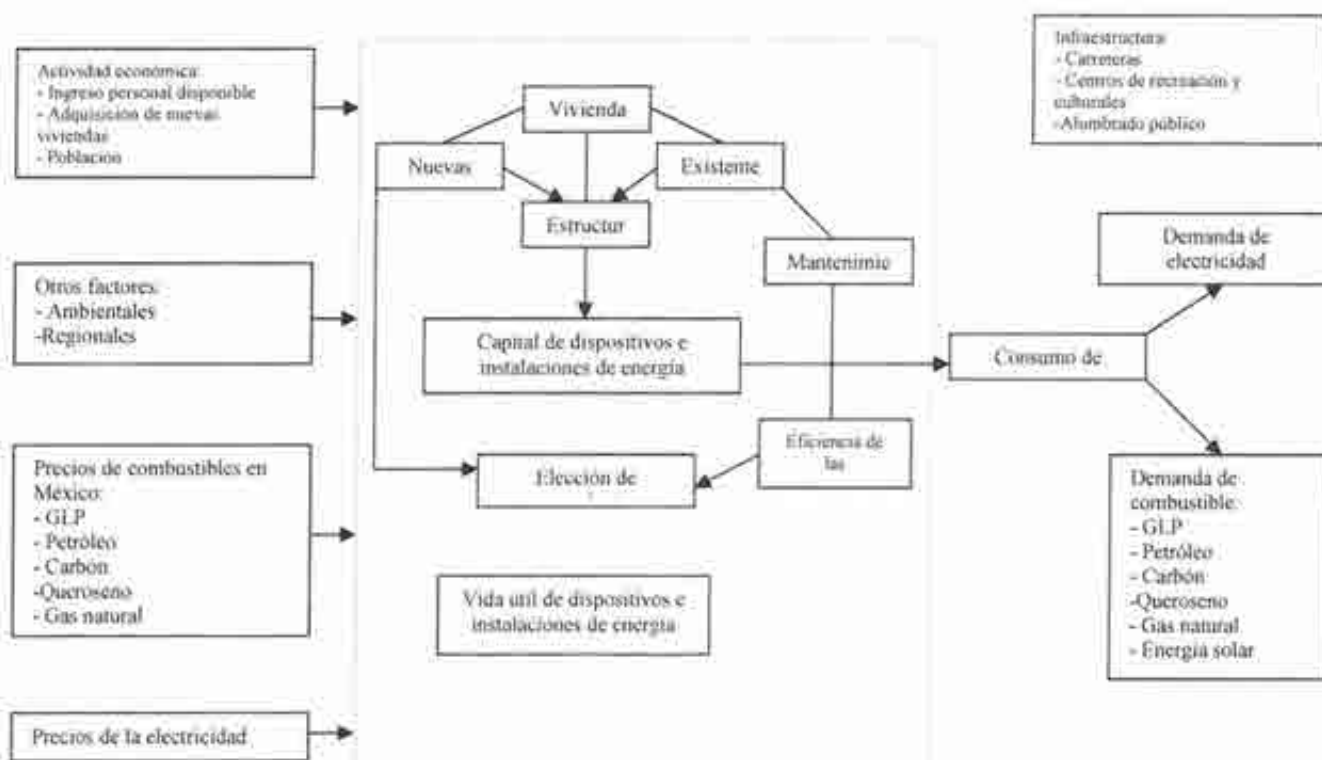 Actividad económica:
- Ingreso personal disponible
- Adquisición de nuevas
viviendas
- Población
Otros factores:
- Ambientales
-Regionales
Precios de combustibles en
México:
- GLP
- Petróleo
- Carbón
-Queroseno
- Gas natural
Precios de la electricidad
Vivienda
Nuevas
Existente
Estructur
Mantenimie
Capital de dispositivos e
instalaciones de energía
Eficiencia de
las
Elección de
Vida util de dispositivos e
instalaciones de energía
Infraestructura
- Carreteras
- Centros de recreación y
culturales
-Alumbrado público
Consumo de
Demanda de
electricidad
Demanda de
combustible:
- GLP
- Petróleo
- Carbón
-Queroseno
- Gas natural
- Energía solar